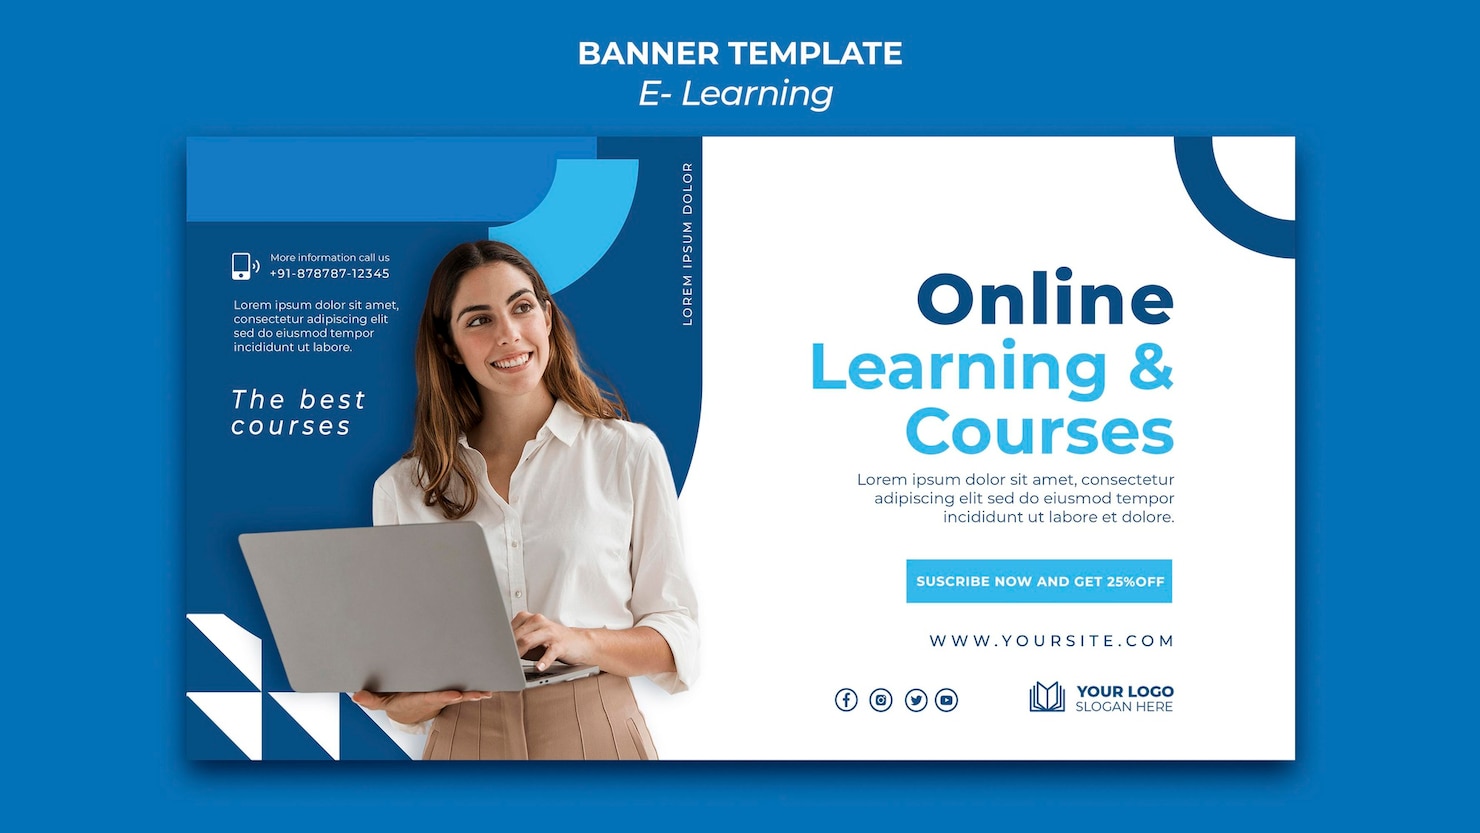 BANNER TEMPLATE
E- Learning
More information call us
+91-878787-12345
Lorem ipsum dolor sit amet,
consectetur adipiscing elit
sed do eiusmod tempor
incididunt ut labore.
The best
courses
LOREM IPSUM DOLOR
Online
Learning &
Courses
Lorem ipsum dolor sit amet, consectetur
adipiscing elit sed do eiusmod tempor
incididunt ut labore et dolore.
SUSCRIBE NOW AND GET 25%OFF
WWW.YOURSITE.COM
YOUR LOGO
SLOGAN HERE